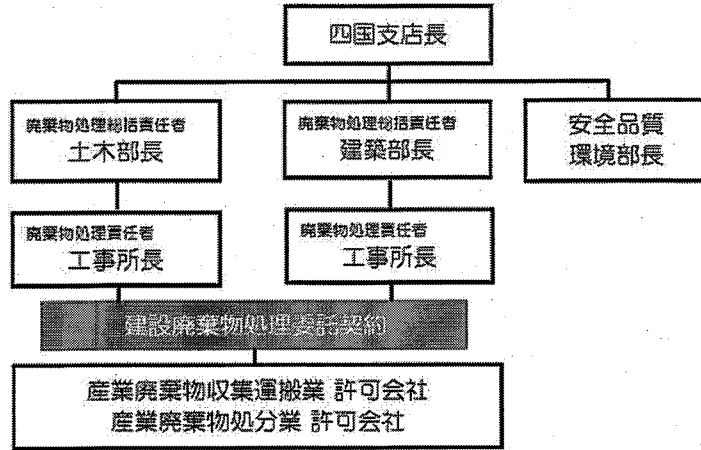 四国支店長
廃棄物処理総括責任者
土木部長
廃棄物処理総括責任者
建築部長
安全品質
環境部長
廃棄物処理責任者
工事所長
廃棄物処理責任者
工事所長
建設廃棄物処理委託契約
産業廃棄物収集運搬業 許可会社
産業廃棄物処分業 許可会社